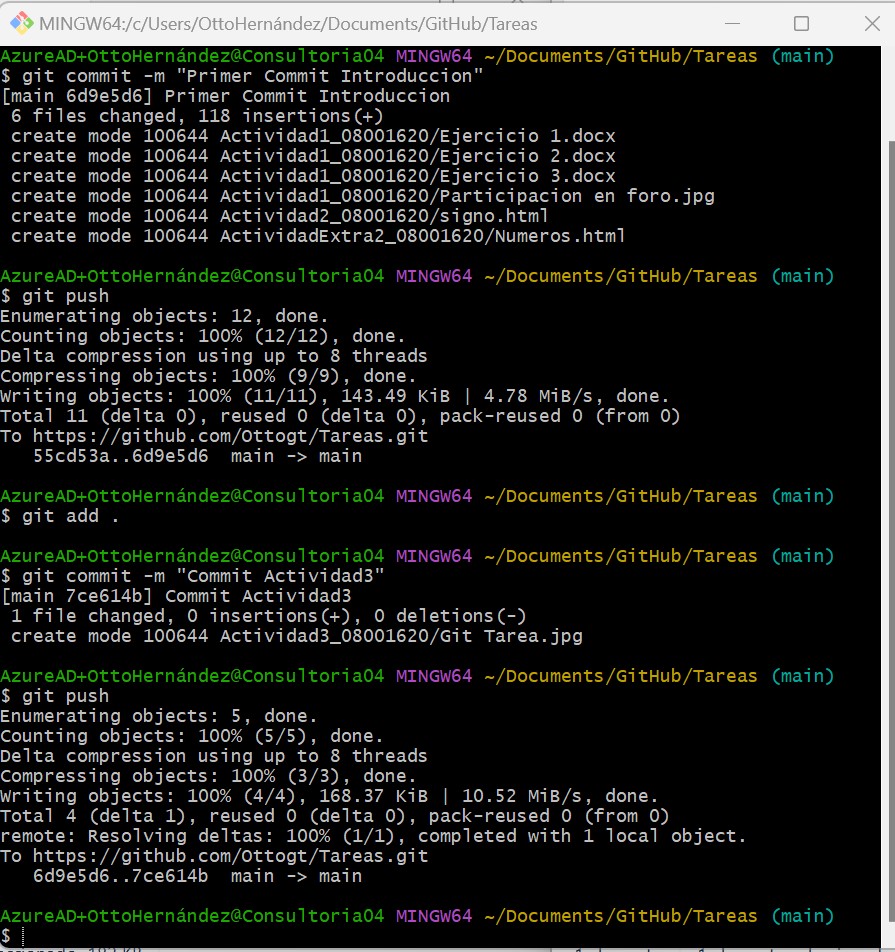 MINGW64:/c/Users/OttoHernández/Documents/GitHub/Tareas
AzureAD+OttoHernández@Consultoria04 MINGW64 ~/Documents/GitHub/Tareas (main)
$ git commit -m "Primer Commit Introduccion"
[main 6d9e5d6] Primer Commit Introduccion
 6 files changed, 118 insertions(+)
 create mode 100644 Actividad1_08001620/Ejercicio 1.docx
 create mode 100644 Actividad1_08001620/Ejercicio 2.docx
 create mode 100644 Actividad1_08001620/Ejercicio 3.docx
 create mode 100644 Actividad1_08001620/Participacion en foro.jpg
 create mode 100644 Actividad2_08001620/signo.html
 create mode 100644 ActividadExtra2_08001620/Numeros.html
AzureAD+OttoHernández@Consultoria04 MINGW64 ~/Documents/GitHub/Tareas (main)
$ git push
Enumerating objects: 12, done.
Counting objects: 100% (12/12), done.
Delta compression using up to 8 threads
Compressing objects: 100% (9/9), done.
Writing objects: 100% (11/11), 143.49 KiB | 4.78 MiB/s, done.
Total 11 (delta 0), reused 0 (delta 0), pack-reused 0 (from 0)
To https://github.com/Ottogt/Tareas.git
   55cd53a..6d9e5d6  main -> main
AzureAD+OttoHernández@Consultoria04 MINGW64 ~/Documents/GitHub/Tareas (main)
$ git add .
AzureAD+OttoHernández@Consultoria04 MINGW64 ~/Documents/GitHub/Tareas (main)
$ git commit -m "Commit Actividad3"
[main 7ce614b] Commit Actividad3
 1 file changed, 0 insertions(+), 0 deletions(-)
 create mode 100644 Actividad3_08001620/Git Tarea.jpg
AzureAD+OttoHernández@Consultoria04 MINGW64 ~/Documents/GitHub/Tareas (main)
$ git push
Enumerating objects: 5, done.
Counting objects: 100% (5/5), done.
Delta compression using up to 8 threads
Compressing objects: 100% (3/3), done.
Writing objects: 100% (4/4), 168.37 KiB | 10.52 MiB/s, done.
Total 4 (delta 1), reused 0 (delta 0), pack-reused 0 (from 0)
remote: Resolving deltas: 100% (1/1), completed with 1 local object.
To https://github.com/Ottogt/Tareas.git
   6d9e5d6..7ce614b  main -> main
AzureAD+OttoHernández@Consultoria04 MINGW64 ~/Documents/GitHub/Tareas (main)
$